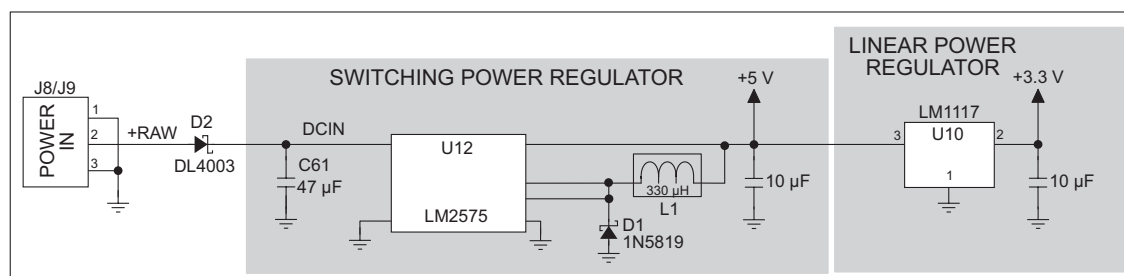 LINEAR POWER
REGULATOR
SWITCHING POWER REGULATOR
+5 V
+3.3 V
J8/J9
POWER
IN
1
2
3
+RAW
D2
DL4003
DCIN
C61
47 µF
U12
LM2575
330 µH
L1
D1
1N5819
10 µF
LM1117
3
U10
2
1
10 µF